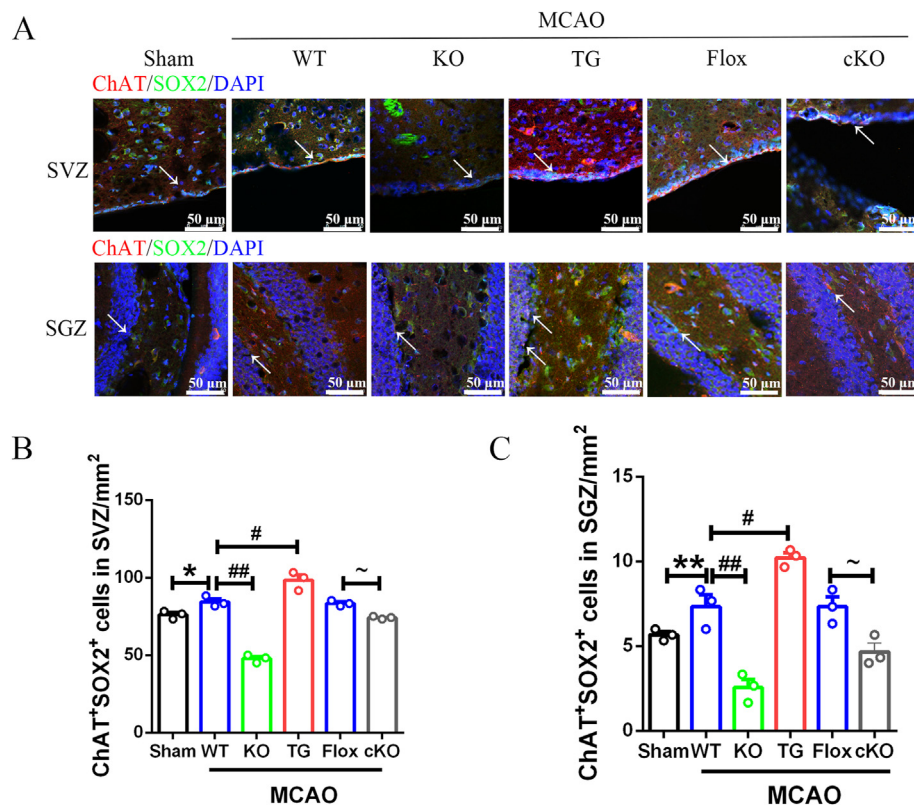 A
MCAO
Sham WT KO TG Flox cKO
ChAT/SOX2/DAPI
SVZ
50 µm 50 µm 50 µm 50 µm 50 µm 50 µm
ChAT/SOX2/DAPI
SGZ
50 µm 50 µm 50 µm 50 µm 50 µm 50 µm
B
ChAT⁺SOX2⁺ cells in SVZ/mm²
150
100
50
0
* ## # ~
Sham WT KO TG Flox cKO
MCAO
C
ChAT⁺SOX2⁺ cells in SGZ/mm²
15
10
5
0
** ## # ~
Sham WT KO TG Flox cKO
MCAO